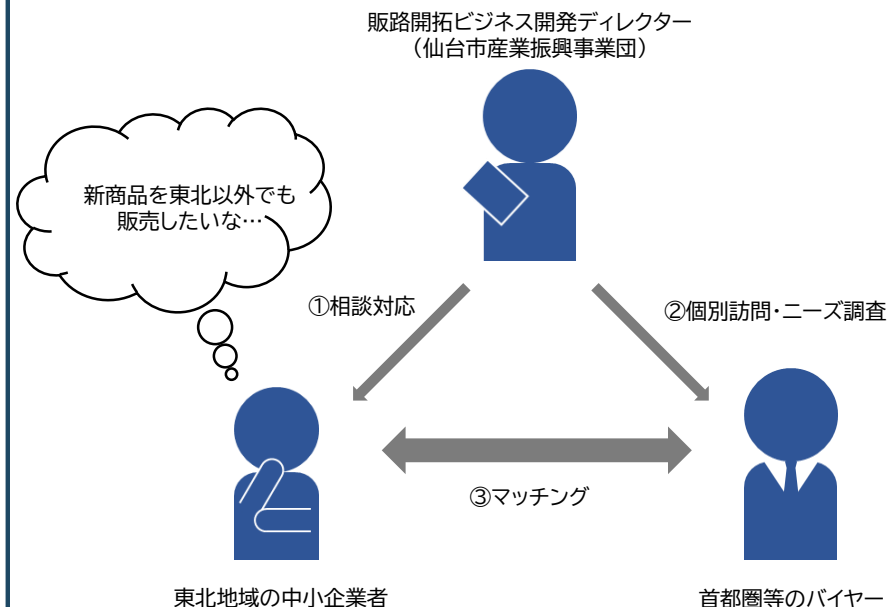 販路開拓ビジネス開発ディレクター
（仙台市産業振興事業団）
新商品を東北以外でも
販売したいな…
①相談対応
②個別訪問・ニーズ調査
③マッチング
東北地域の中小企業者
首都圏等のバイヤー